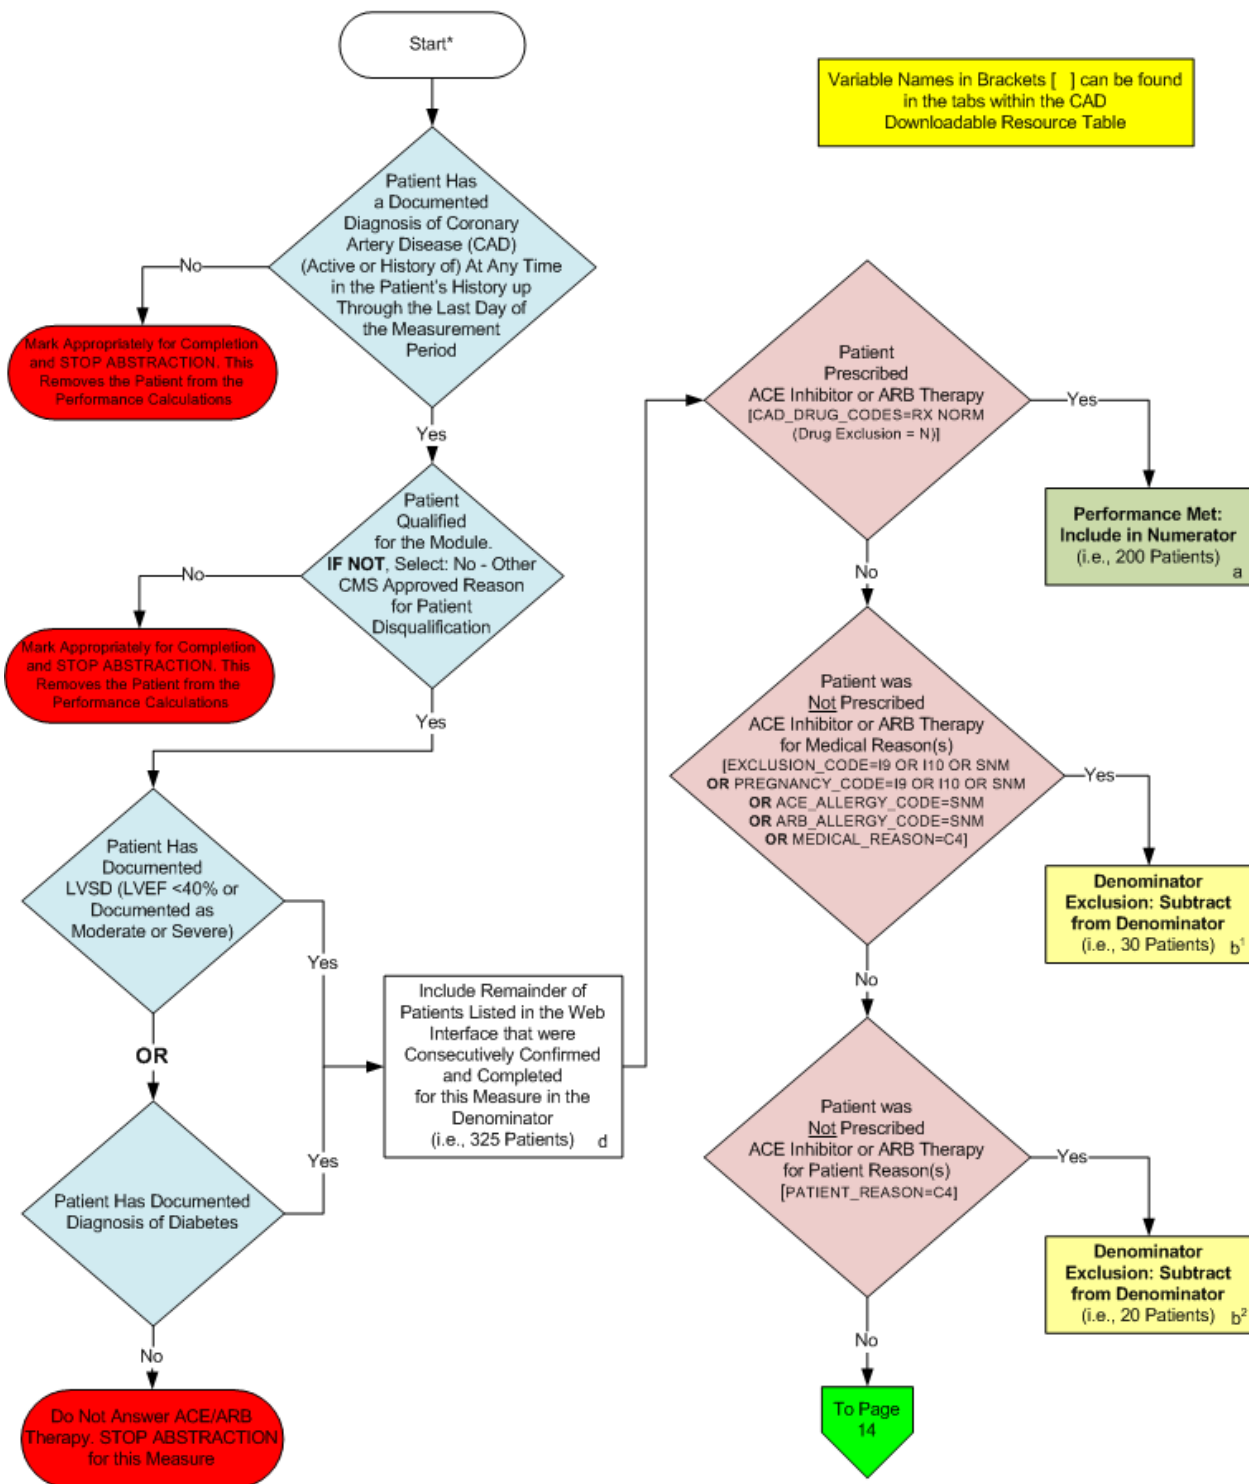 Start*
Variable Names in Brackets [ ] can be found
in the tabs within the CAD
Downloadable Resource Table
Patient Has
a Documented
Diagnosis of Coronary
Artery Disease (CAD)
(Active or History of) At Any Time
in the Patient's History up
Through the Last Day of
the Measurement
Period
No
Mark Appropriately for Completion
and STOP ABSTRACTION. This
Removes the Patient from the
Performance Calculations
Yes
Patient
Qualified
for the Module.
IF NOT, Select: No - Other
CMS Approved Reason
for Patient
Disqualification
No
Mark Appropriately for Completion
and STOP ABSTRACTION. This
Removes the Patient from the
Performance Calculations
Yes
Patient Has
Documented
LVSD (LVEF <40% or
Documented as
Moderate or Severe)
Yes
OR
Patient Has Documented
Diagnosis of Diabetes
Yes
No
Do Not Answer ACE/ARB
Therapy. STOP ABSTRACTION
for this Measure
Include Remainder of
Patients Listed in the Web
Interface that were
Consecutively Confirmed
and Completed
for this Measure in the
Denominator
(i.e., 325 Patients) d
Patient
Prescribed
ACE Inhibitor or ARB Therapy
[CAD_DRUG_CODES=RX NORM
(Drug Exclusion = N)]
Yes
Performance Met:
Include in Numerator
(i.e., 200 Patients) a
No
Patient was
Not Prescribed
ACE Inhibitor or ARB Therapy
for Medical Reason(s)
[EXCLUSION_CODE=I9 OR I10 OR SNM
OR PREGNANCY_CODE=I9 OR I10 OR SNM
OR ACE_ALLERGY_CODE=SNM
OR ARB_ALLERGY_CODE=SNM
OR MEDICAL_REASON=C4]
Yes
Denominator
Exclusion: Subtract
from Denominator
(i.e., 30 Patients) b¹
No
Patient was
Not Prescribed
ACE Inhibitor or ARB Therapy
for Patient Reason(s)
[PATIENT_REASON=C4]
Yes
Denominator
Exclusion: Subtract
from Denominator
(i.e., 20 Patients) b²
No
To Page
14